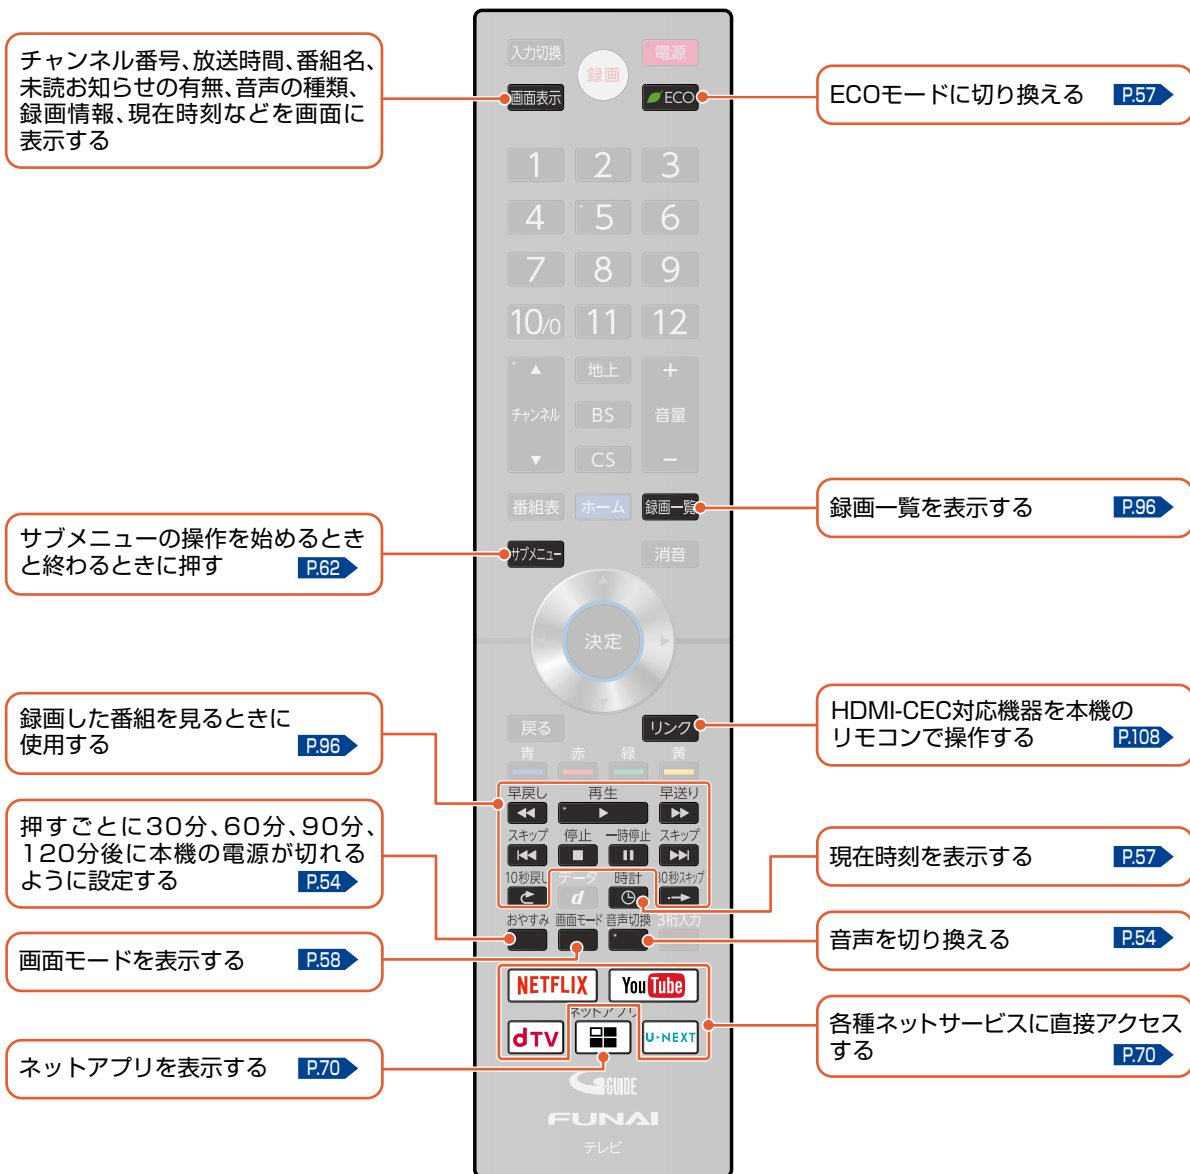 チャンネル番号、放送時間、番組名、
未読お知らせの有無、音声の種類、
録画情報、現在時刻などを画面に
表示する
サブメニューの操作を始めるとき
と終わるときに押す P.62
録画した番組を見るときに
使用する P.96
押すごとに30分、60分、90分、
120分後に本機の電源が切れる
ように設定する P.54
画面モードを表示する P.58
ネットアプリを表示する P.70
入力切換 録画 電源
画面表示 ECO
1 2 3
4 5 6
7 8 9
10/0 11 12
地上 +
チャンネル BS 音量
CS −
番組表 ホーム 録画一覧
サブメニュー 消音
決定
戻る リンク
青 赤 緑 黄
早戻し 再生 早送り
スキップ 停止 一時停止 スキップ
10秒戻し データ 時計 30秒スキップ
d
おやすみ 画面モード 音声切換 3桁入力
NETFLIX YouTube
ネットアプリ
dTV U-NEXT
G-GUIDE
FUNAI
テレビ
ECOモードに切り換える P.57
録画一覧を表示する P.96
HDMI-CEC対応機器を本機の
リモコンで操作する P.108
現在時刻を表示する P.57
音声を切り換える P.54
各種ネットサービスに直接アクセス
する P.70